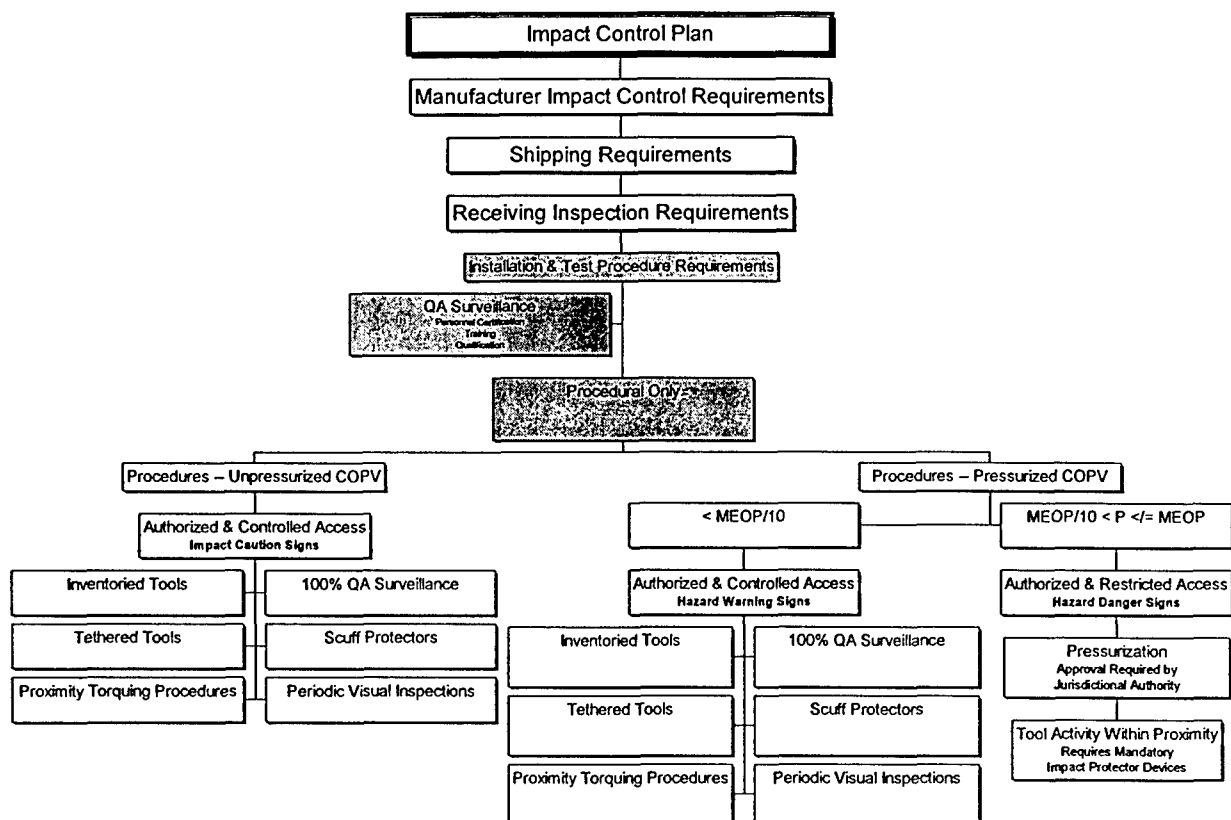 Impact Control Plan
Manufacturer Impact Control Requirements
Shipping Requirements
Receiving Inspection Requirements
Installation & Test Procedure Requirements
QA Surveillance
Personnel Certification
Training
Qualification
Procedural Only
Procedures – Unpressurized COPV
Authorized & Controlled Access
Impact Caution Signs
Inventoried Tools
100% QA Surveillance
Tethered Tools
Scuff Protectors
Proximity Torquing Procedures
Periodic Visual Inspections
Procedures – Pressurized COPV
< MEOP/10
Authorized & Controlled Access
Hazard Warning Signs
Inventoried Tools
100% QA Surveillance
Tethered Tools
Scuff Protectors
Proximity Torquing Procedures
Periodic Visual Inspections
MEOP/10 < P </= MEOP
Authorized & Restricted Access
Hazard Danger Signs
Pressurization
Approval Required by
Jurisdictional Authority
Tool Activity Within Proximity
Requires Mandatory
Impact Protector Devices